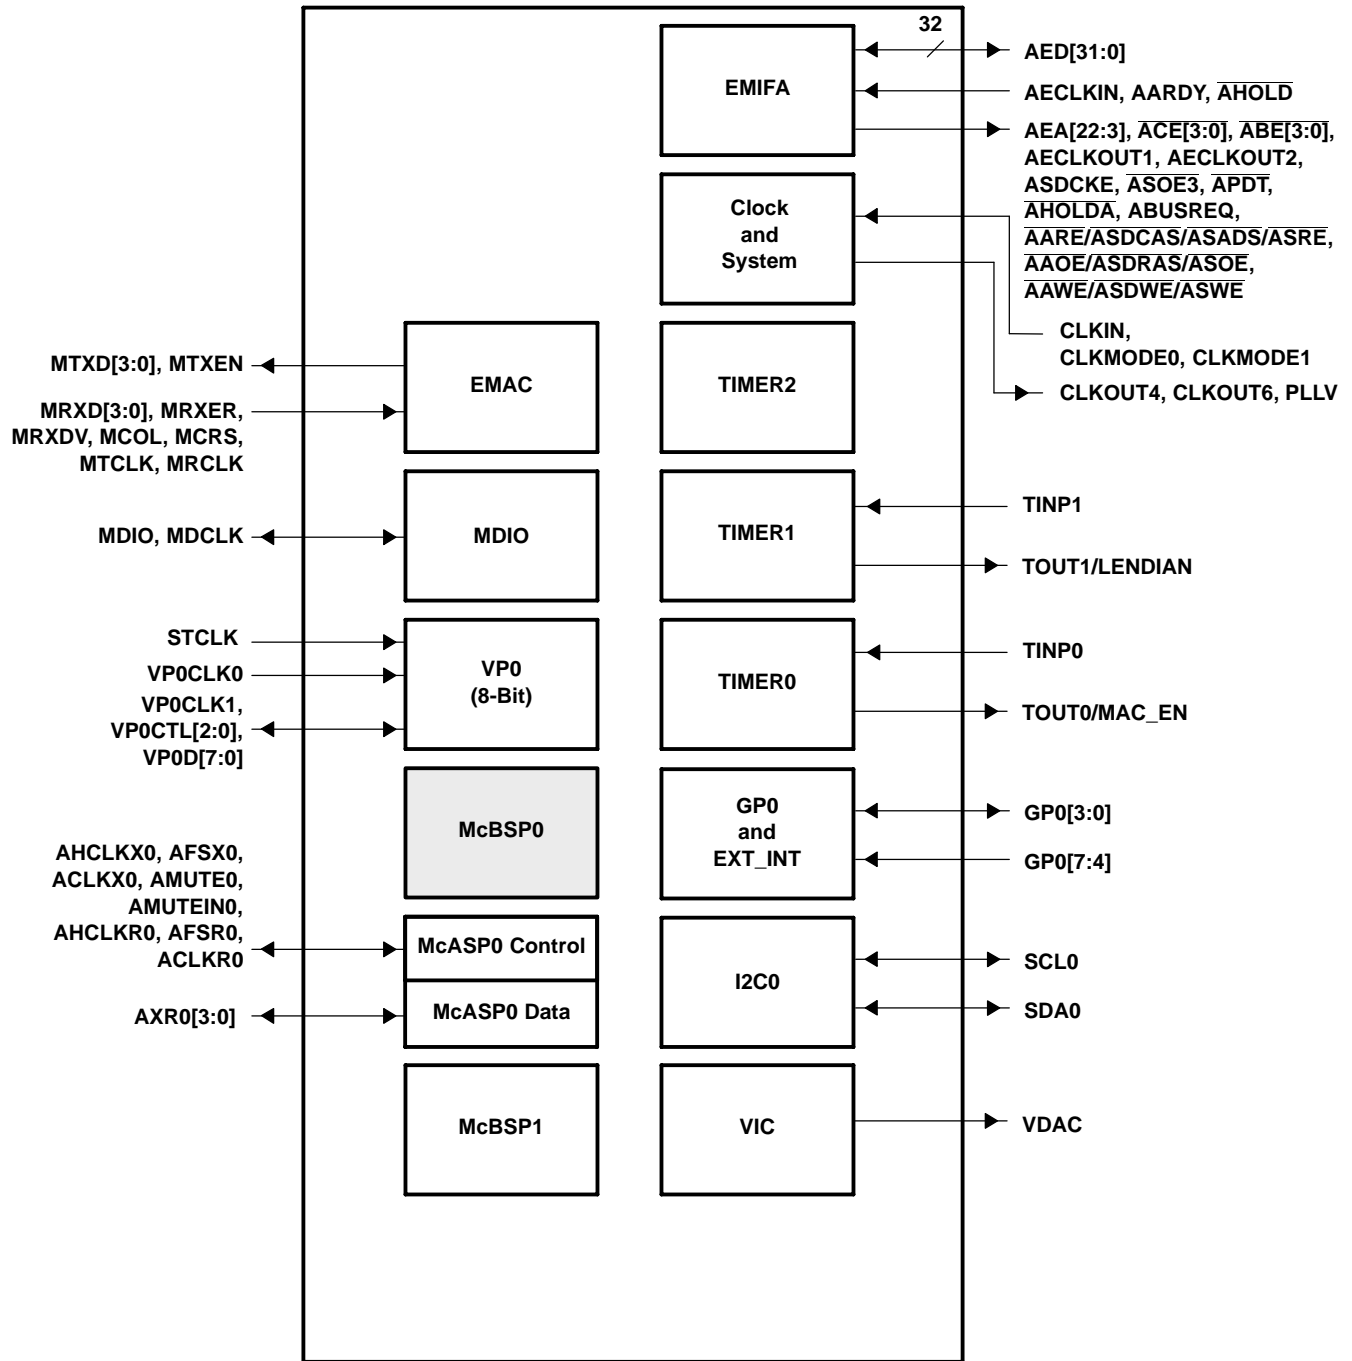 32
AED[31:0]
EMIFA
AECLKIN, AARDY, AHOLD
AEA[22:3], ACE[3:0], ABE[3:0],
AECLKOUT1, AECLKOUT2,
ASDCKE, ASOE3, APDT,
AHOLDA, ABUSREQ,
AARE/ASDCAS/ASADS/ASRE,
AAOE/ASDRAS/ASOE,
AAWE/ASDWE/ASWE
Clock
and
System
CLKIN,
CLKMODE0, CLKMODE1
CLKOUT4, CLKOUT6, PLLV
MTXD[3:0], MTXEN
MRXD[3:0], MRXER,
MRXDV, MCOL, MCRS,
MTCLK, MRCLK
EMAC
TIMER2
MDIO, MDCLK
MDIO
TIMER1
TINP1
TOUT1/LENDIAN
STCLK
VP0CLK0
VP0CLK1,
VP0CTL[2:0],
VP0D[7:0]
VP0
(8-Bit)
TIMER0
TINP0
TOUT0/MAC_EN
McBSP0
GP0
and
EXT_INT
GP0[3:0]
GP0[7:4]
AHCLKX0, AFSX0,
ACLKX0, AMUTE0,
AMUTEIN0,
AHCLKR0, AFSR0,
ACLKR0
McASP0 Control
AXR0[3:0]
McASP0 Data
I2C0
SCL0
SDA0
McBSP1
VIC
VDAC